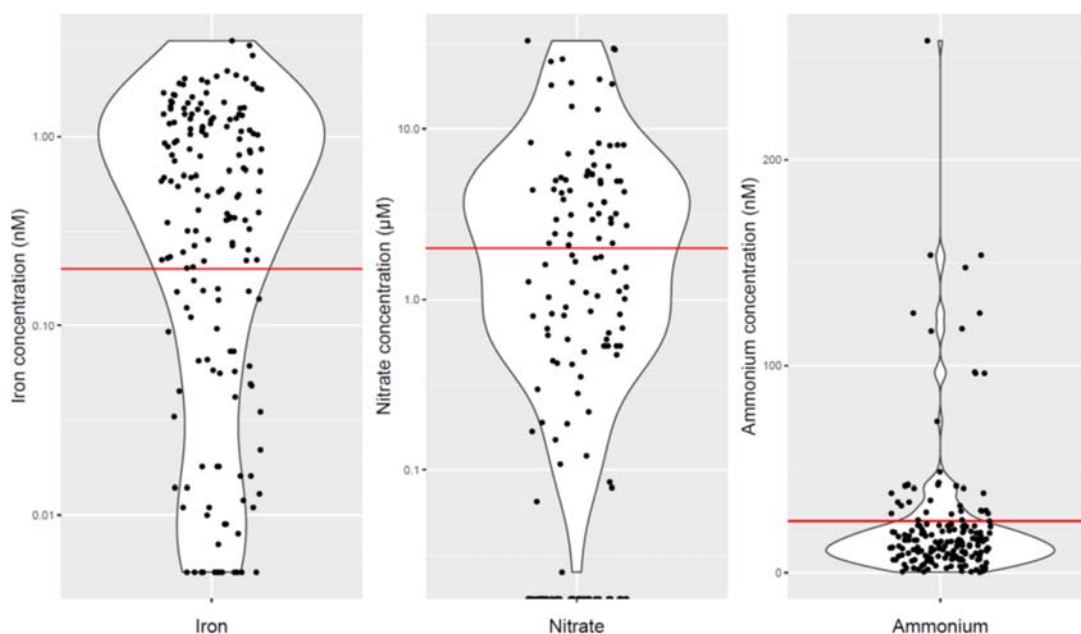 Iron concentration (nM)
1.00
0.10
0.01
Iron
Nitrate concentration (µM)
10.0
1.0
0.1
Nitrate
Ammonium concentration (nM)
200
100
0
Ammonium